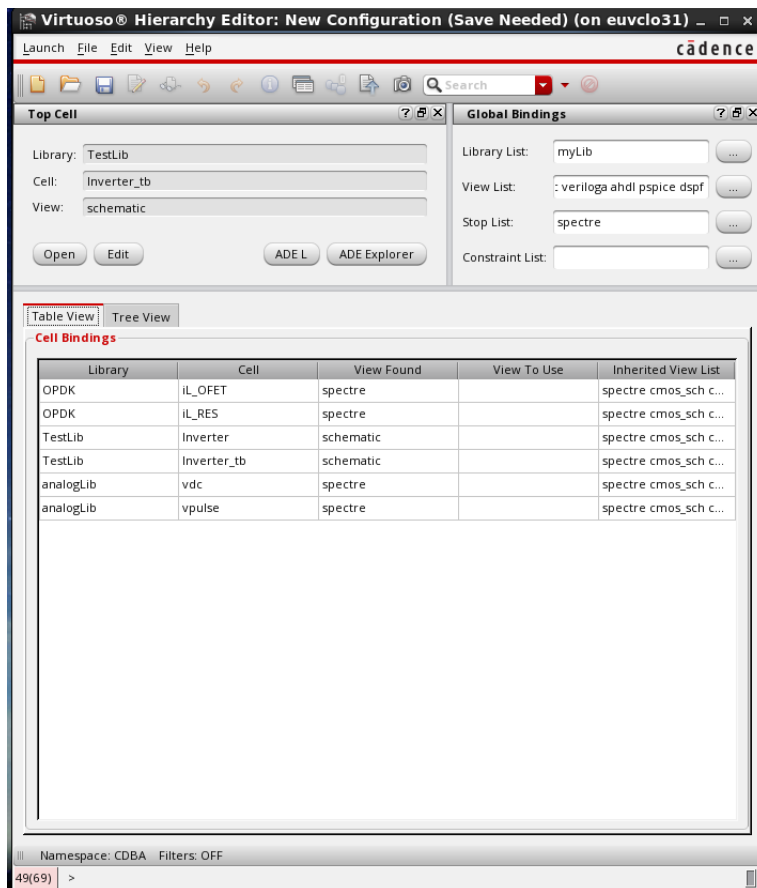 Virtuoso® Hierarchy Editor: New Configuration (Save Needed) (on euvclo31)
Launch File Edit View Help cādence
Search
Top Cell
Library: TestLib
Cell: Inverter_tb
View: schematic
Open Edit ADE L ADE Explorer
Global Bindings
Library List: myLib ...
View List: : veriloga ahdl pspice dspf ...
Stop List: spectre ...
Constraint List: ...
Table View Tree View
Cell Bindings
Library Cell View Found View To Use Inherited View List
OPDK iL_OFET spectre spectre cmos_sch c...
OPDK iL_RES spectre spectre cmos_sch c...
TestLib Inverter schematic spectre cmos_sch c...
TestLib Inverter_tb schematic spectre cmos_sch c...
analogLib vdc spectre spectre cmos_sch c...
analogLib vpulse spectre spectre cmos_sch c...
Namespace: CDBA Filters: OFF
49(69) >